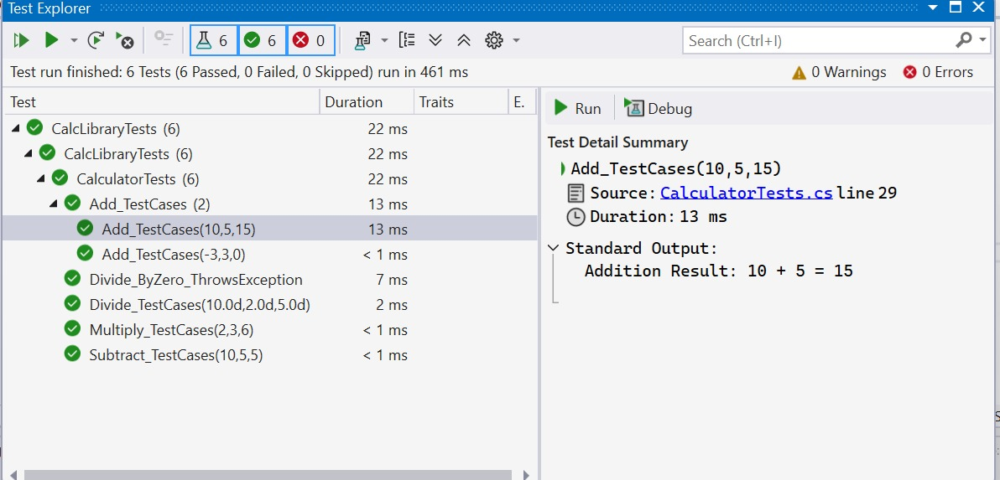 Test Explorer
6 6 0
Search (Ctrl+I)
Test run finished: 6 Tests (6 Passed, 0 Failed, 0 Skipped) run in 461 ms
0 Warnings 0 Errors
Test Duration Traits E.
CalcLibraryTests (6) 22 ms
CalcLibraryTests (6) 22 ms
CalculatorTests (6) 22 ms
Add_TestCases (2) 13 ms
Add_TestCases(10,5,15) 13 ms
Add_TestCases(-3,3,0) < 1 ms
Divide_ByZero_ThrowsException 7 ms
Divide_TestCases(10.0d,2.0d,5.0d) 2 ms
Multiply_TestCases(2,3,6) < 1 ms
Subtract_TestCases(10,5,5) < 1 ms
Run Debug
Test Detail Summary
Add_TestCases(10,5,15)
Source: CalculatorTests.cs line 29
Duration: 13 ms
Standard Output:
Addition Result: 10 + 5 = 15